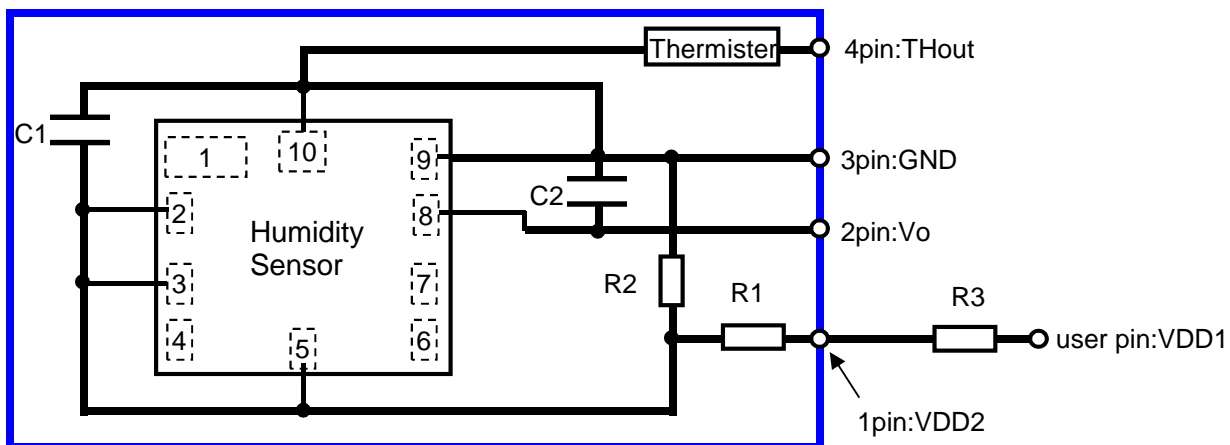 Thermister
4pin:THout
C1
1
10
9
3pin:GND
C2
2
8
2pin:Vo
Humidity
Sensor
3
7
R2
R1
R3
4
5
6
user pin:VDD1
1pin:VDD2